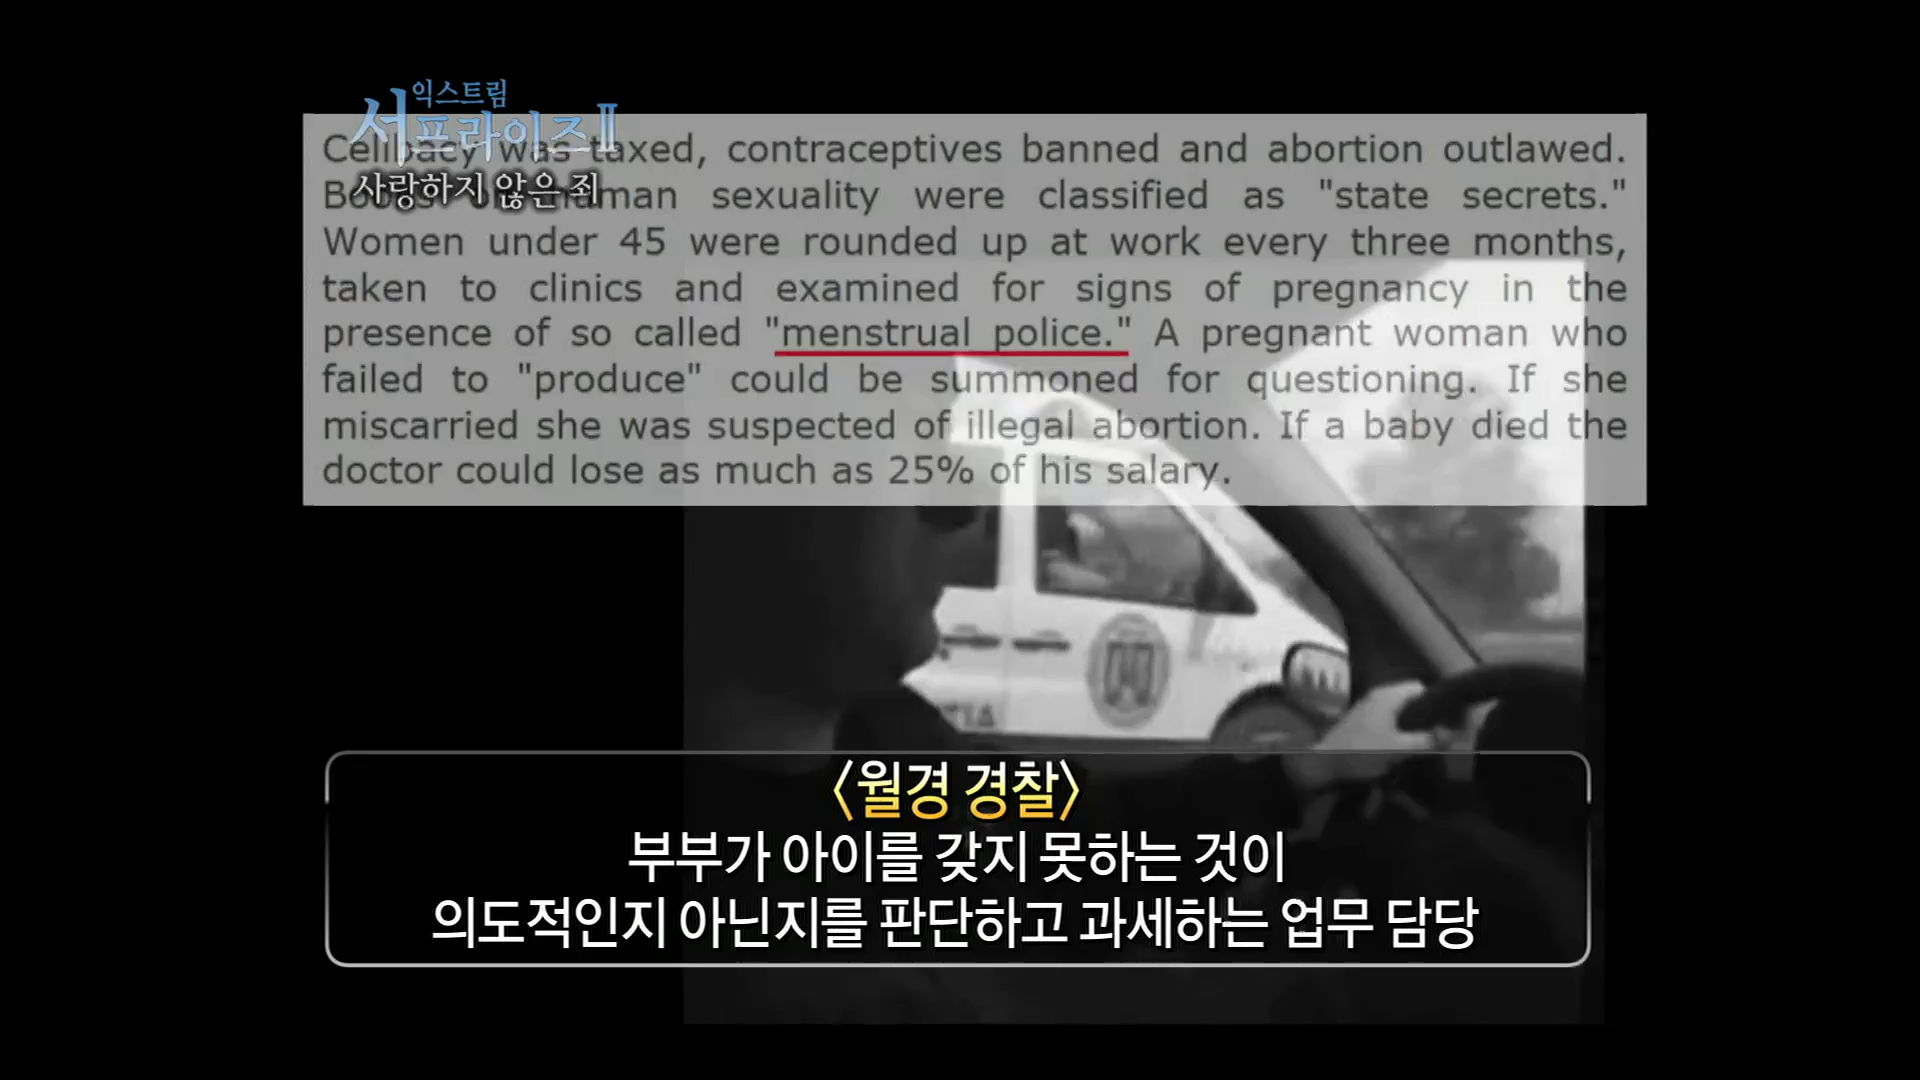 익스트림
서프라이즈Ⅱ
사랑하지 않은 죄
Celibacy was taxed, contraceptives banned and abortion outlawed.
human sexuality were classified as "state secrets."
Women under 45 were rounded up at work every three months,
taken to clinics and examined for signs of pregnancy in the
presence of so called "menstrual police." A pregnant woman who
failed to "produce" could be summoned for questioning. If she
miscarried she was suspected of illegal abortion. If a baby died the
doctor could lose as much as 25% of his salary.
〈월경 경찰〉
부부가 아이를 갖지 못하는 것이
의도적인지 아닌지를 판단하고 과세하는 업무 담당